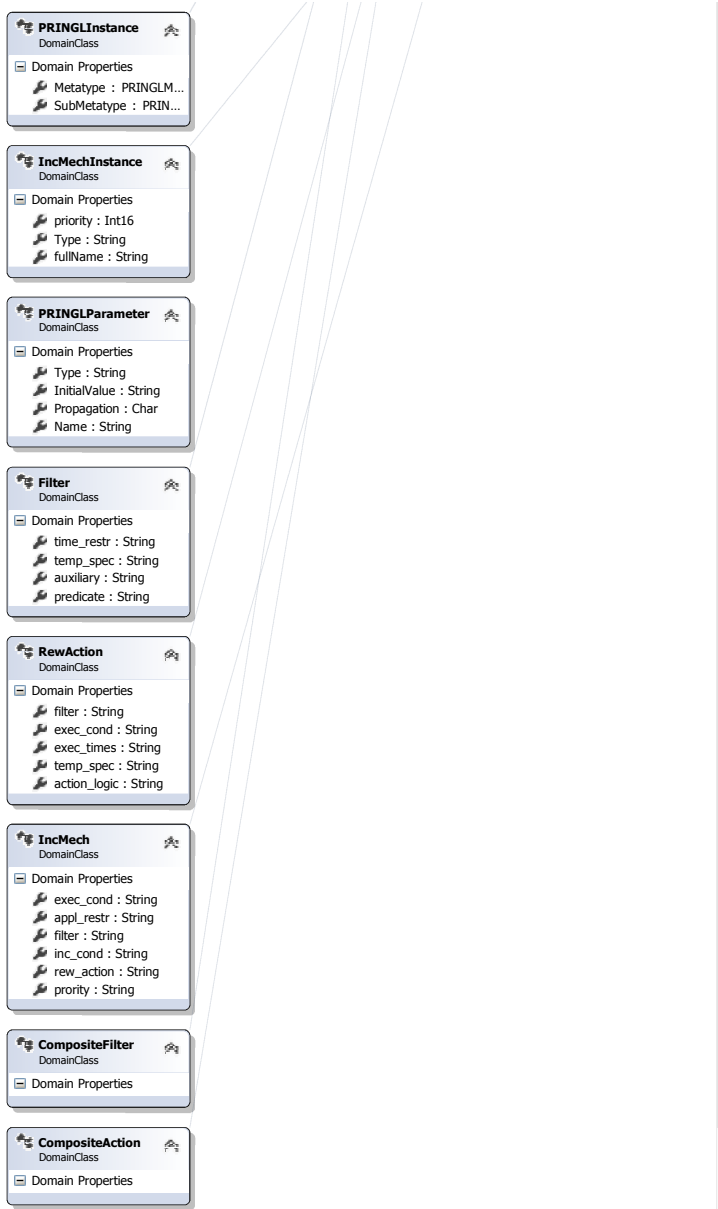 PRINGLInstance
DomainClass
Domain Properties
Metatype : PRINGLM...
SubMetatype : PRIN...
IncMechInstance
DomainClass
Domain Properties
priority : Int16
Type : String
fullName : String
PRINGLParameter
DomainClass
Domain Properties
Type : String
InitialValue : String
Propagation : Char
Name : String
Filter
DomainClass
Domain Properties
time_restr : String
temp_spec : String
auxiliary : String
predicate : String
RewAction
DomainClass
Domain Properties
filter : String
exec_cond : String
exec_times : String
temp_spec : String
action_logic : String
IncMech
DomainClass
Domain Properties
exec_cond : String
appl_restr : String
filter : String
inc_cond : String
rew_action : String
prority : String
CompositeFilter
DomainClass
Domain Properties
CompositeAction
DomainClass
Domain Properties